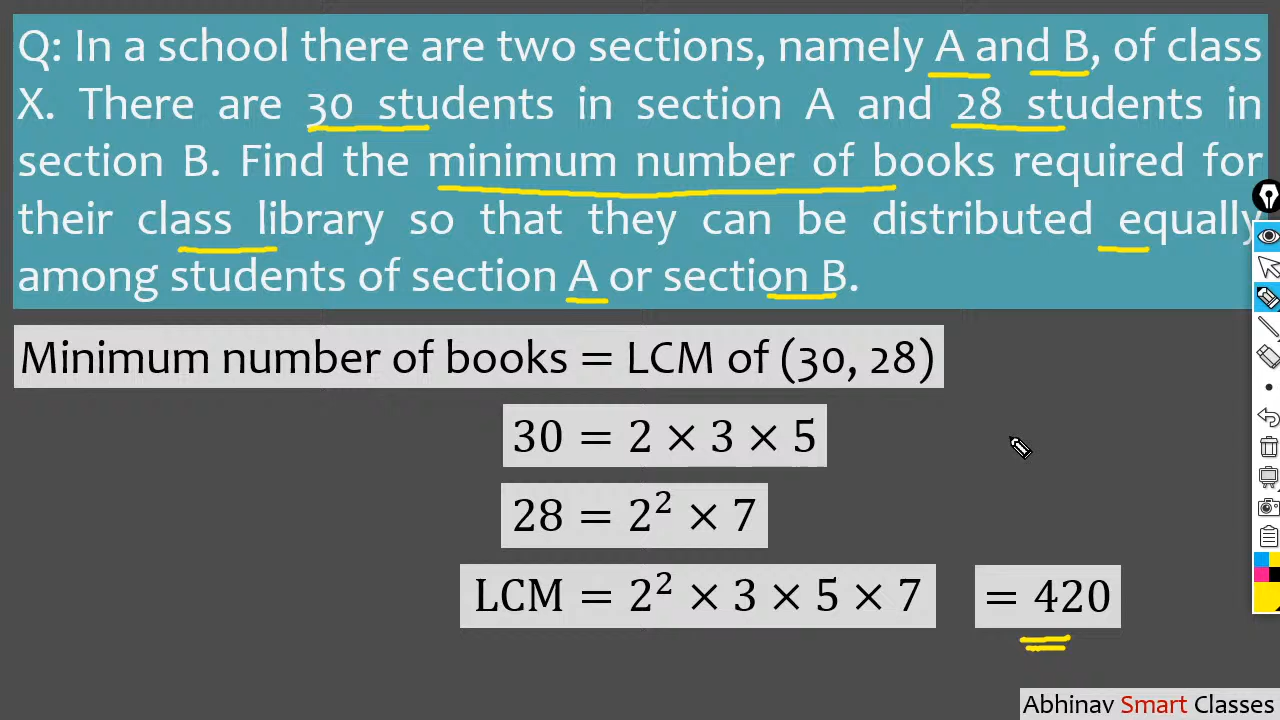 Q: In a school there are two sections, namely A and B, of class
X. There are 30 students in section A and 28 students in
section B. Find the minimum number of books required for
their class library so that they can be distributed equally
among students of section A or section B.
Minimum number of books = LCM of (30, 28)
30 = 2 × 3 × 5
28 = 2² × 7
LCM = 2² × 3 × 5 × 7 = 420
Abhinav Smart Classes